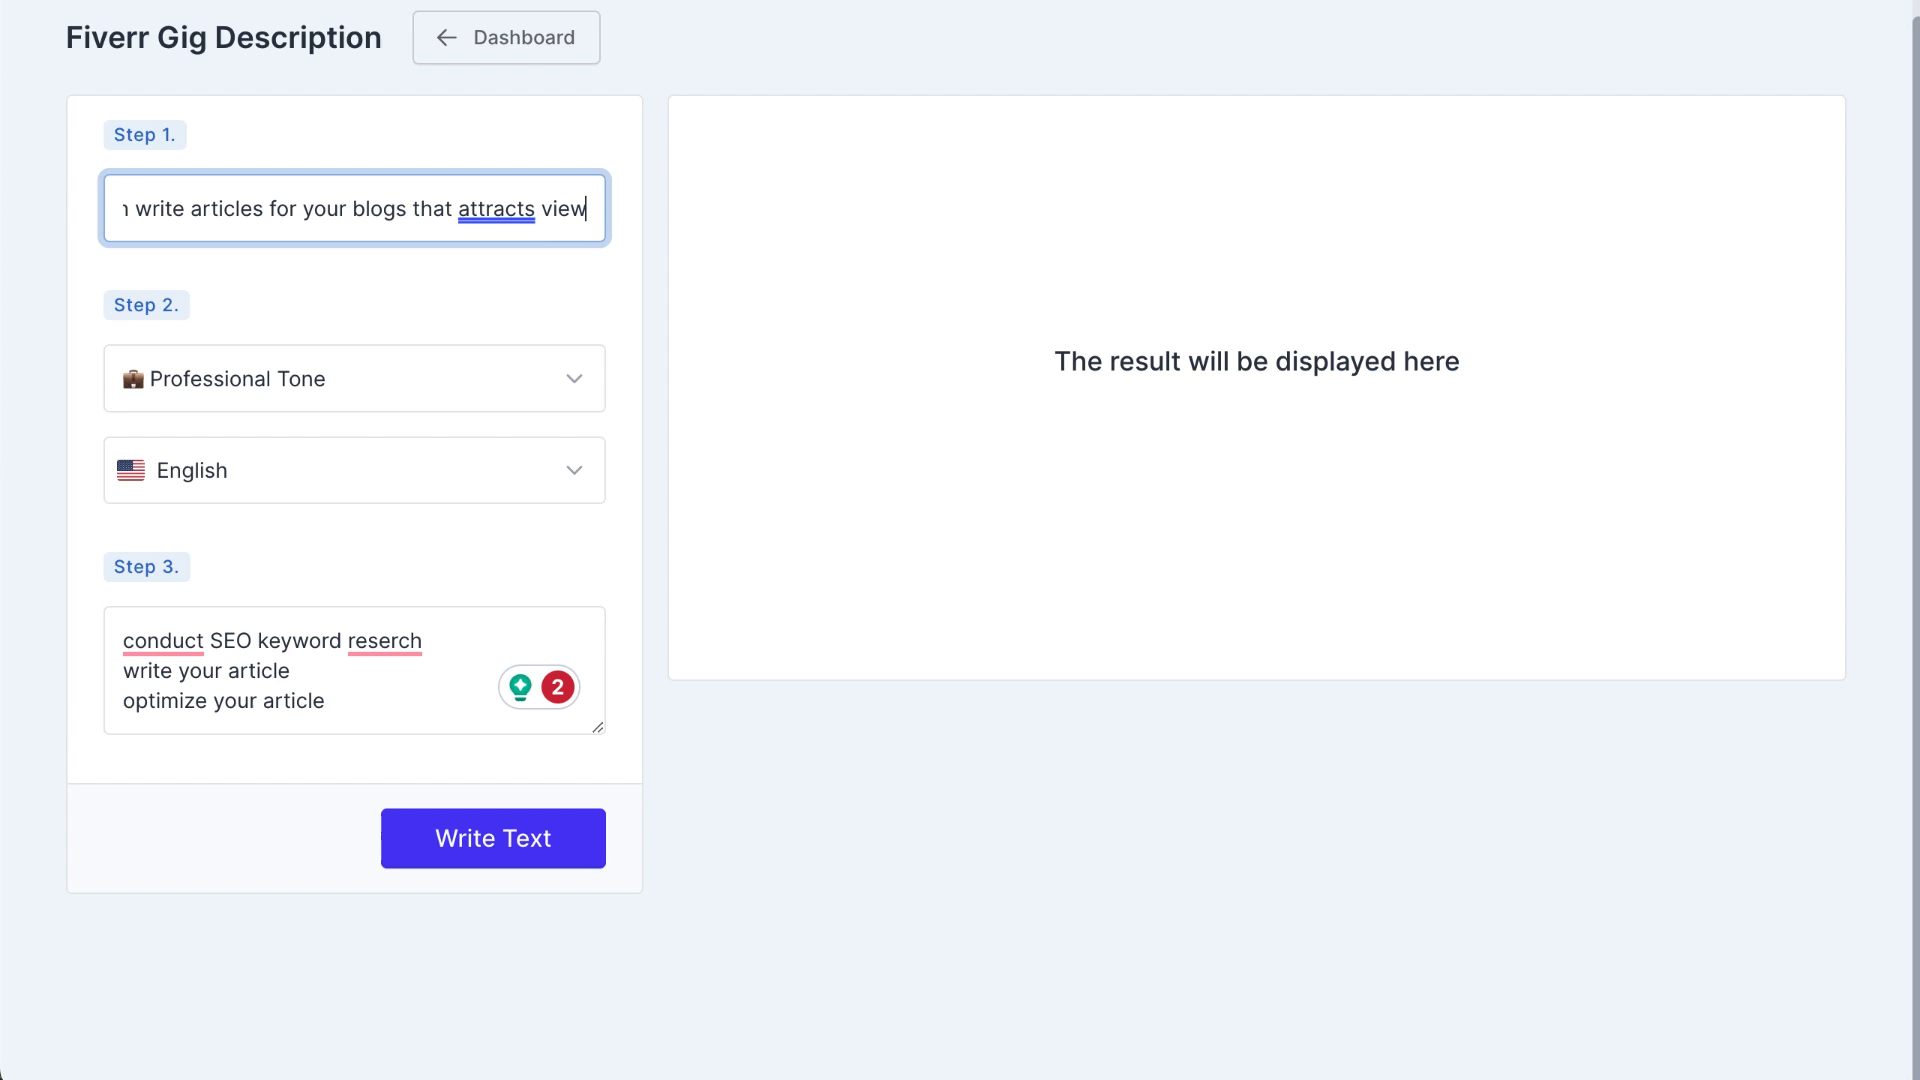 Fiverr Gig Description
Dashboard
Step 1.
write articles for your blogs that attracts view
Step 2.
Professional Tone
English
Step 3.
conduct SEO keyword reserch
write your article
optimize your article
2
Write Text
The result will be displayed here